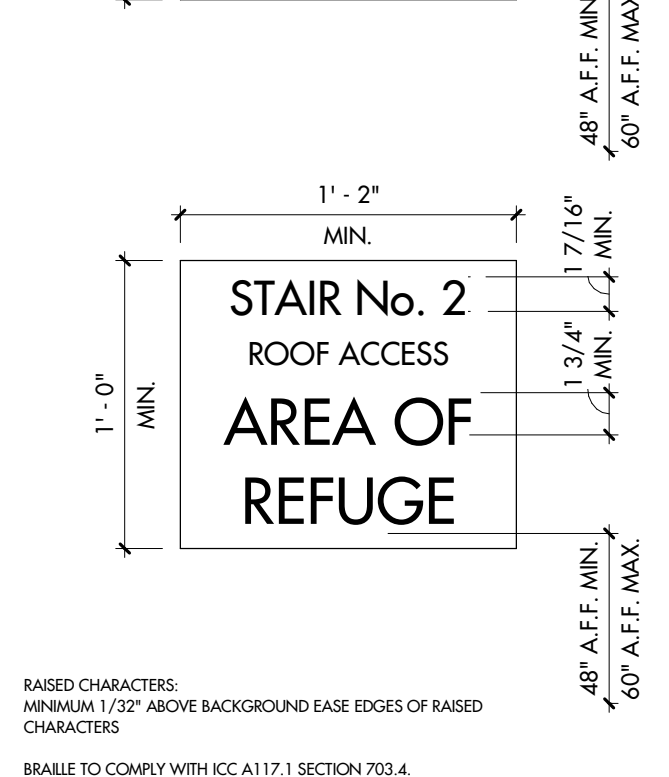 48" A.F.F. MIN.
60" A.F.F. MAX.
1' - 2"
MIN.
1 7/16"
MIN.
1' - 0"
MIN.
STAIR No. 2
ROOF ACCESS
AREA OF
REFUGE
1 3/4"
MIN.
48" A.F.F. MIN.
60" A.F.F. MAX.
RAISED CHARACTERS:
MINIMUM 1/32" ABOVE BACKGROUND EASE EDGES OF RAISED
CHARACTERS
BRAILLE TO COMPLY WITH ICC A117.1 SECTION 703.4.